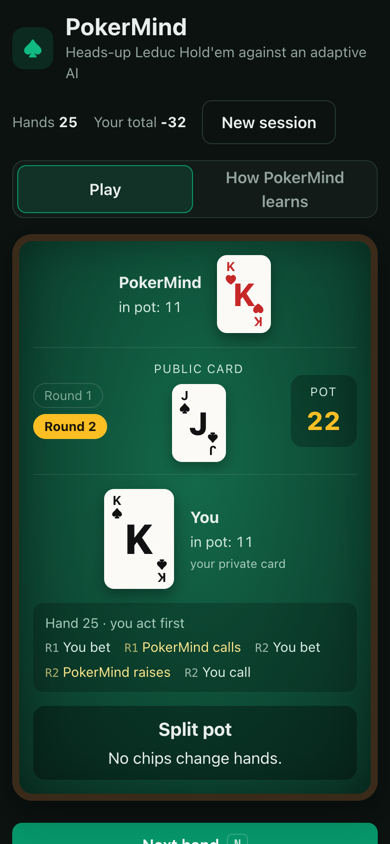 PokerMind
Heads-up Leduc Hold'em against an adaptive
AI
Hands 25 Your total -32 New session
Play
How PokerMind
learns
PokerMind
in pot: 11
K
K
K
PUBLIC CARD
Round 1
Round 2
J
J
J
POT
22
K
K
K
You
in pot: 11
your private card
Hand 25 · you act first
R1 You bet R1 PokerMind calls R2 You bet
R2 PokerMind raises R2 You call
Split pot
No chips change hands.
Next hand N